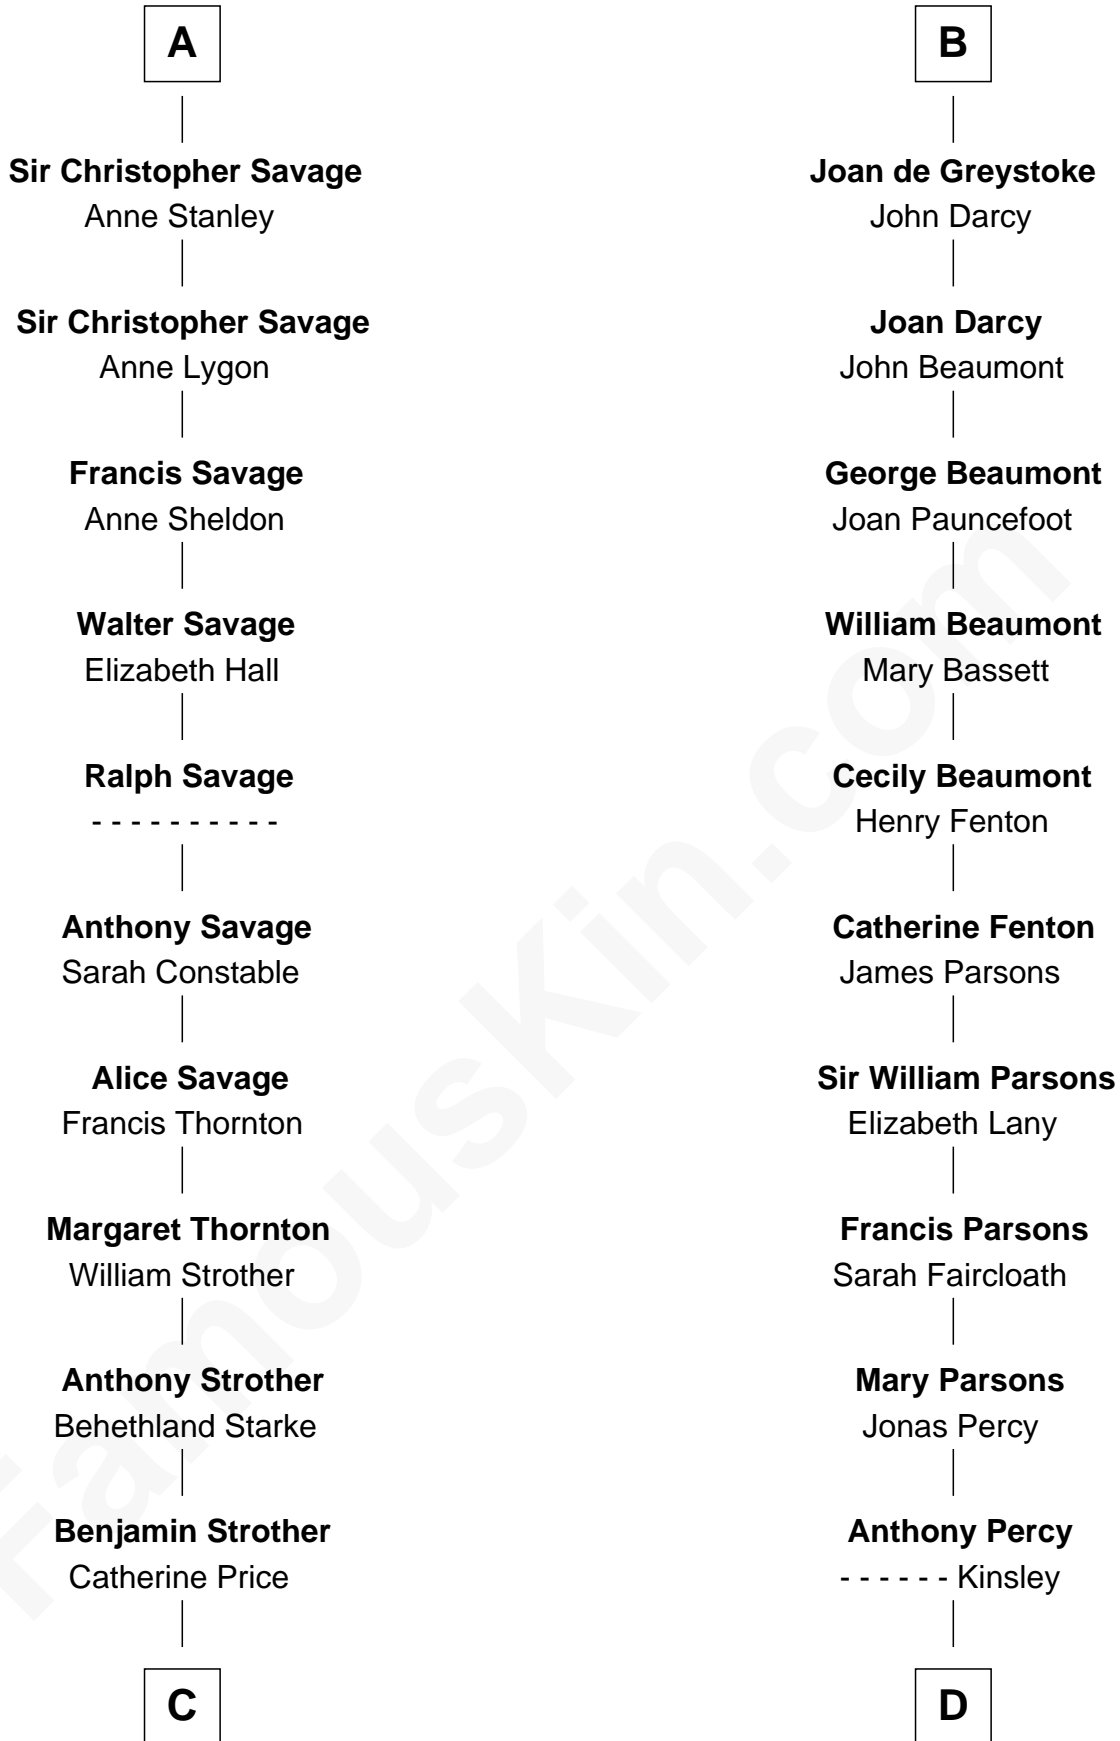 A
Sir Christopher Savage
Anne Stanley
Sir Christopher Savage
Anne Lygon
Francis Savage
Anne Sheldon
Walter Savage
Elizabeth Hall
Ralph Savage
- - - - - - - - - -
Anthony Savage
Sarah Constable
Alice Savage
Francis Thornton
Margaret Thornton
William Strother
Anthony Strother
Behethland Starke
Benjamin Strother
Catherine Price
C
B
Joan de Greystoke
John Darcy
Joan Darcy
John Beaumont
George Beaumont
Joan Pauncefoot
William Beaumont
Mary Bassett
Cecily Beaumont
Henry Fenton
Catherine Fenton
James Parsons
Sir William Parsons
Elizabeth Lany
Francis Parsons
Sarah Faircloath
Mary Parsons
Jonas Percy
Anthony Percy
- - - - - - Kinsley
D
FamousKin.com